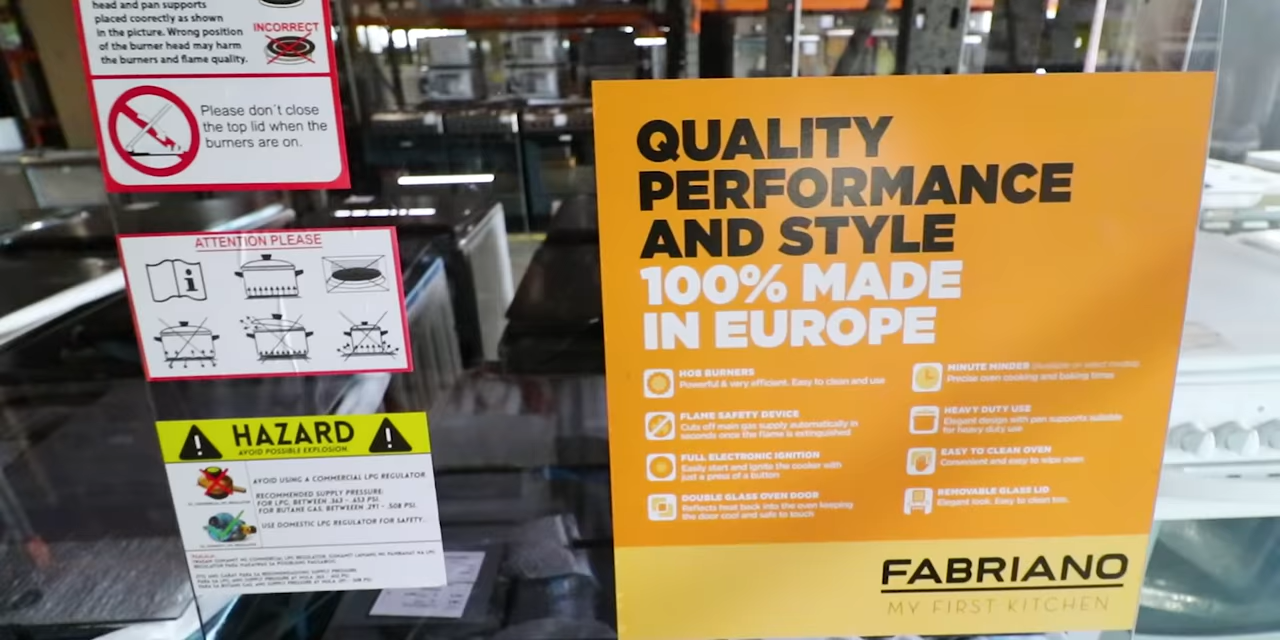 head and pan supports
placed coorectly as shown
in the picture. Wrong position
of the burner head may harm
the burners and flame quality.
INCORRECT
Please don´t close
the top lid when the
burners are on.
ATTENTION PLEASE
HAZARD
AVOID POSSIBLE EXPLOSION
AVOID USING A COMMERCIAL LPG REGULATOR
RECOMMENDED SUPPLY PRESSURE:
FOR LPG, BETWEEN .363 - .653 PSI.
FOR BUTANE GAS, BETWEEEN .291 - .508 PSI.
USE DOMESTIC LPG REGULATOR FOR SAFETY.
QUALITY
PERFORMANCE
AND STYLE
100% MADE
IN EUROPE
HOB BURNERS
Powerful & very efficient. Easy to clean and use
FLAME SAFETY DEVICE
Cuts off main gas supply automatically in
seconds once the flame is extinguished
FULL ELECTRONIC IGNITION
Easily start and ignite the cooker with
just a press of a button
DOUBLE GLASS OVEN DOOR
Reflects heat back into the oven keeping
the door cool and safe to touch
MINUTE MINDER (Available on select models)
Precise oven cooking and baking times
HEAVY DUTY USE
Elegant design with pan supports suitable
for heavy duty use
EASY TO CLEAN OVEN
Convenient and easy to wipe oven
REMOVABLE GLASS LID
Elegant look. Easy to clean too.
FABRIANO
MY FIRST KITCHEN